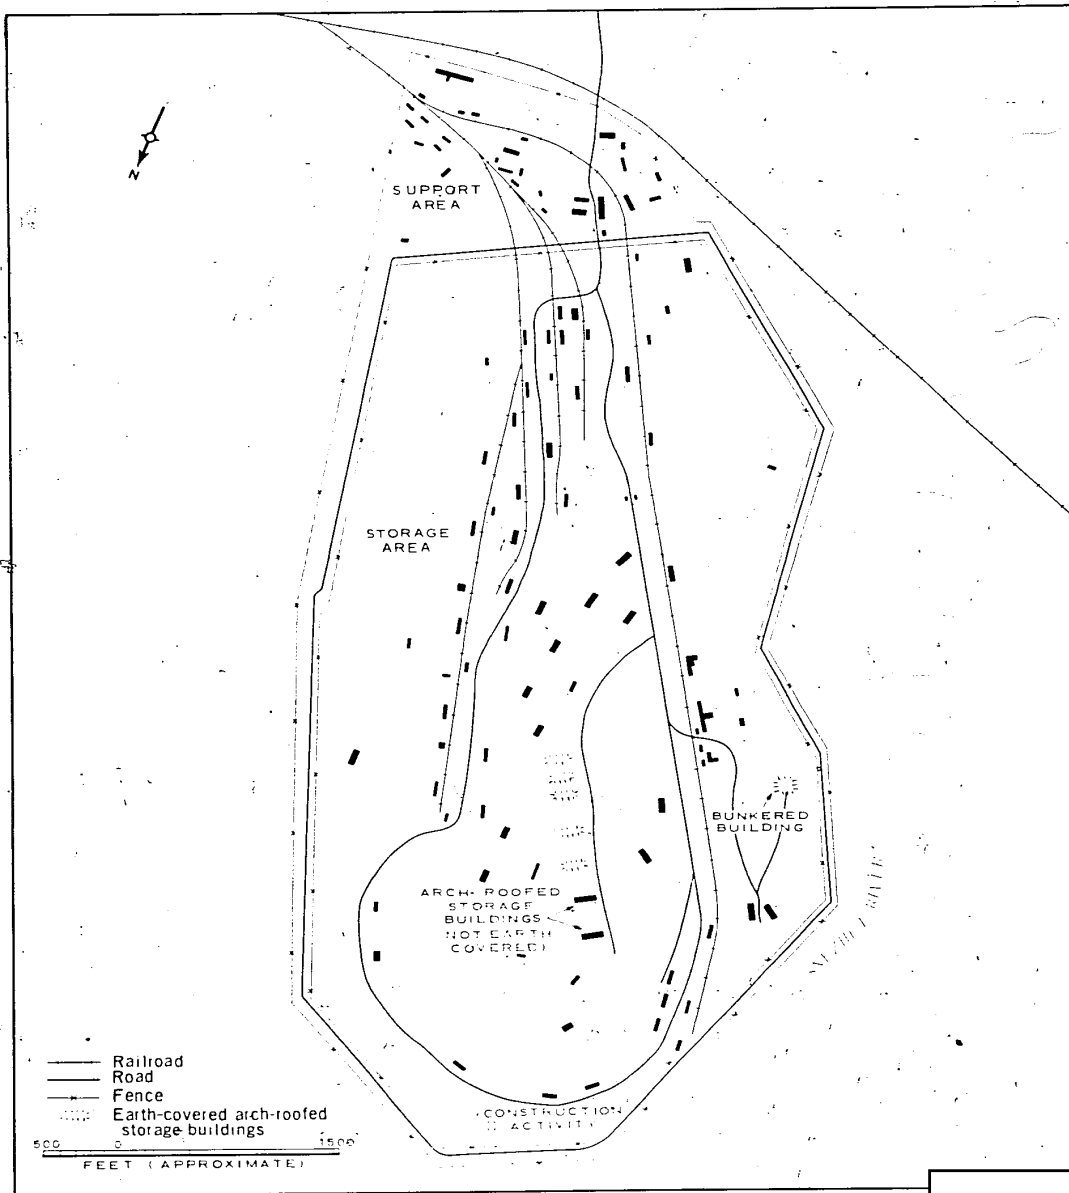 N
SUPPORT
AREA
STORAGE
AREA
BUNKERED
BUILDING
ARCH-ROOFED
STORAGE
BUILDINGS
NOT EARTH
COVERED)
CONSTRUCTION
ACTIVITY
Railroad
Road
Fence
Earth-covered arch-roofed
storage buildings
500 0 1500
FEET (APPROXIMATE)